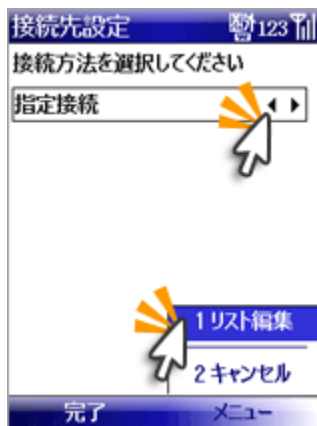 接続先設定 123
接続方法を選択してください
指定接続
1 リスト編集
2 キャンセル
完了 メニュー